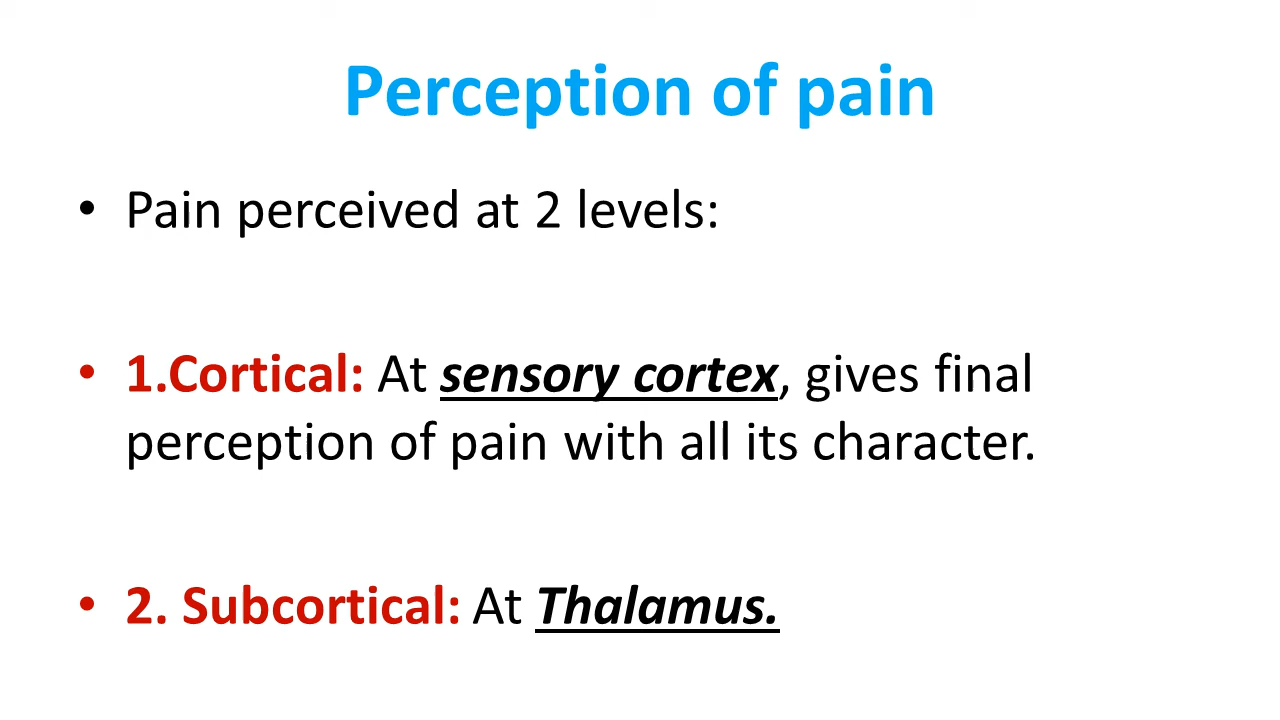 Perception of pain
• Pain perceived at 2 levels:
• 1.Cortical: At sensory cortex, gives final
perception of pain with all its character.
• 2. Subcortical: At Thalamus.